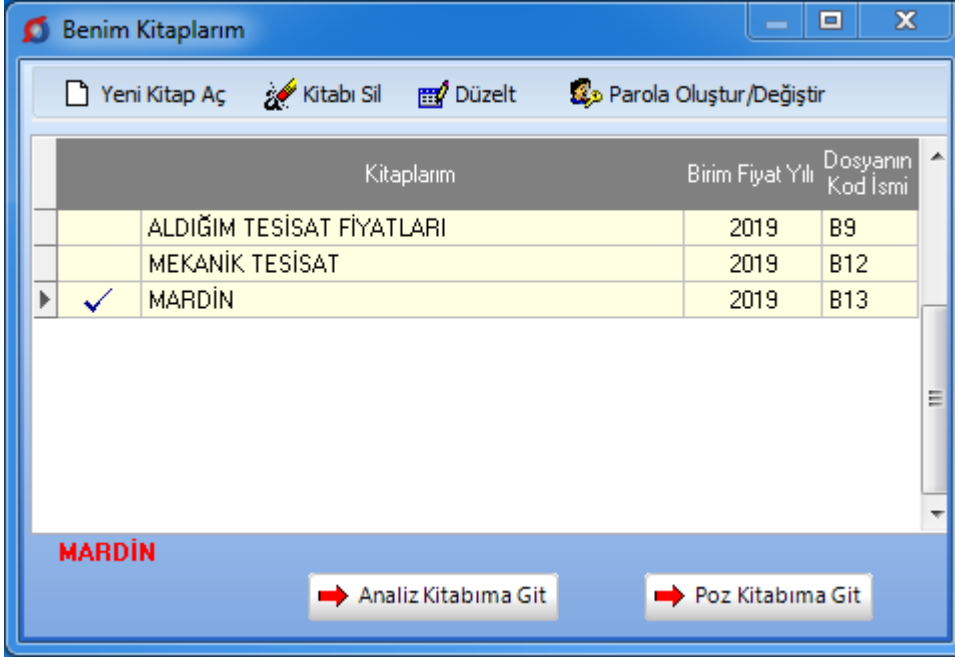 Benim Kitaplarım
Yeni Kitap Aç Kitabı Sil Düzelt Parola Oluştur/Değiştir
Kitaplarım Birim Fiyat Yılı Dosyanın Kod İsmi
ALDIĞIM TESİSAT FİYATLARI 2019 B9
MEKANİK TESİSAT 2019 B12
MARDİN 2019 B13
MARDİN
Analiz Kitabıma Git Poz Kitabıma Git